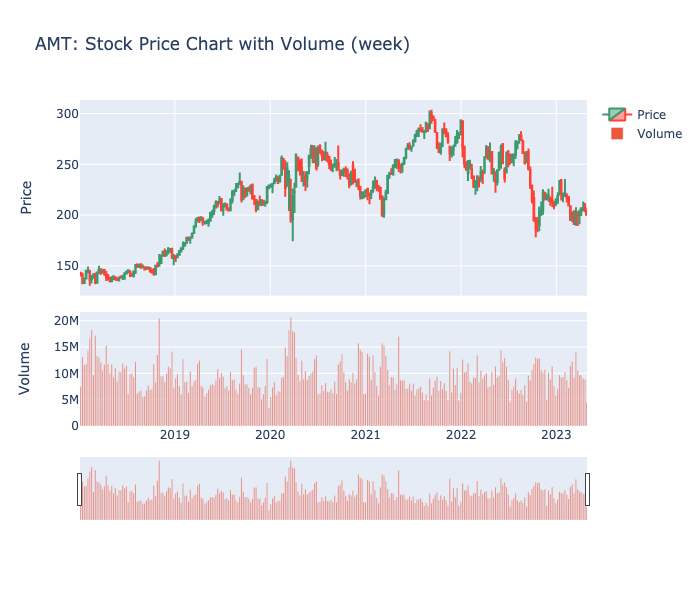 AMT: Stock Price Chart with Volume (week)
Price
300
250
200
150
Price
Volume
Volume
20M
15M
10M
5M
0
2019 2020 2021 2022 2023